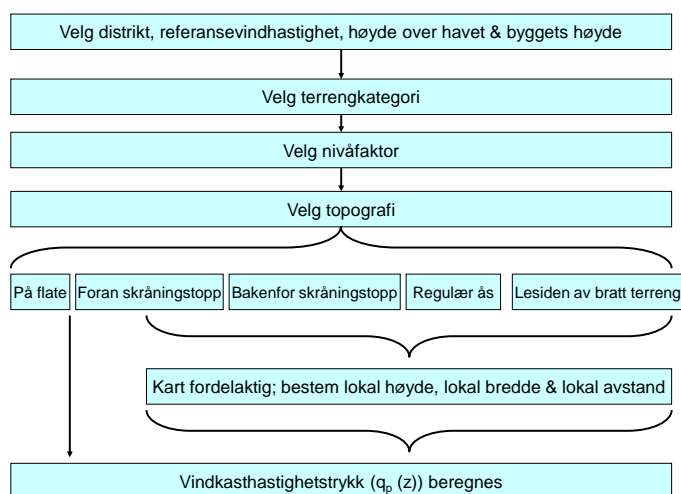 Velg distrikt, referansevindhastighet, høyde over havet & byggets høyde
Velg terrengkategori
Velg nivåfaktor
Velg topografi
På flate
Foran skråningstopp
Bakenfor skråningstopp
Regulær ås
Lesiden av bratt terreng
Kart fordelaktig; bestem lokal høyde, lokal bredde & lokal avstand
Vindkasthastighetstrykk (qp (z)) beregnes